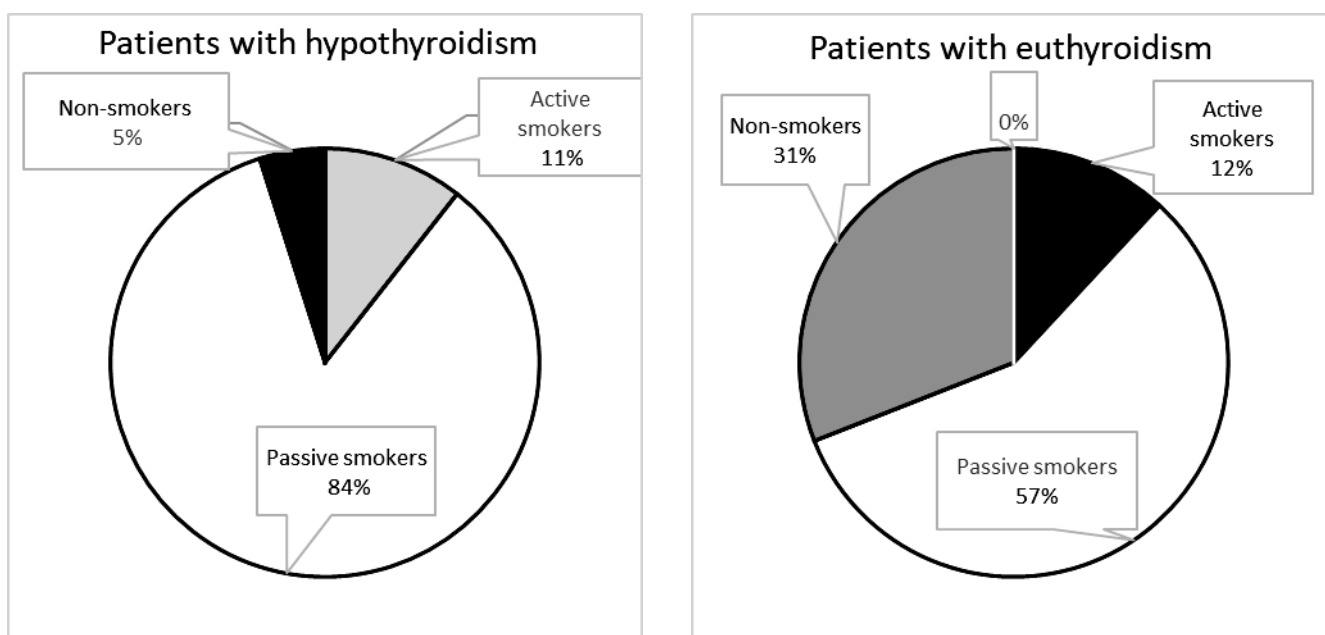 Patients with hypothyroidism
Non-smokers
5%
Active
smokers
11%
Passive smokers
84%
Patients with euthyroidism
0%
Non-smokers
31%
Active
smokers
12%
Passive smokers
57%